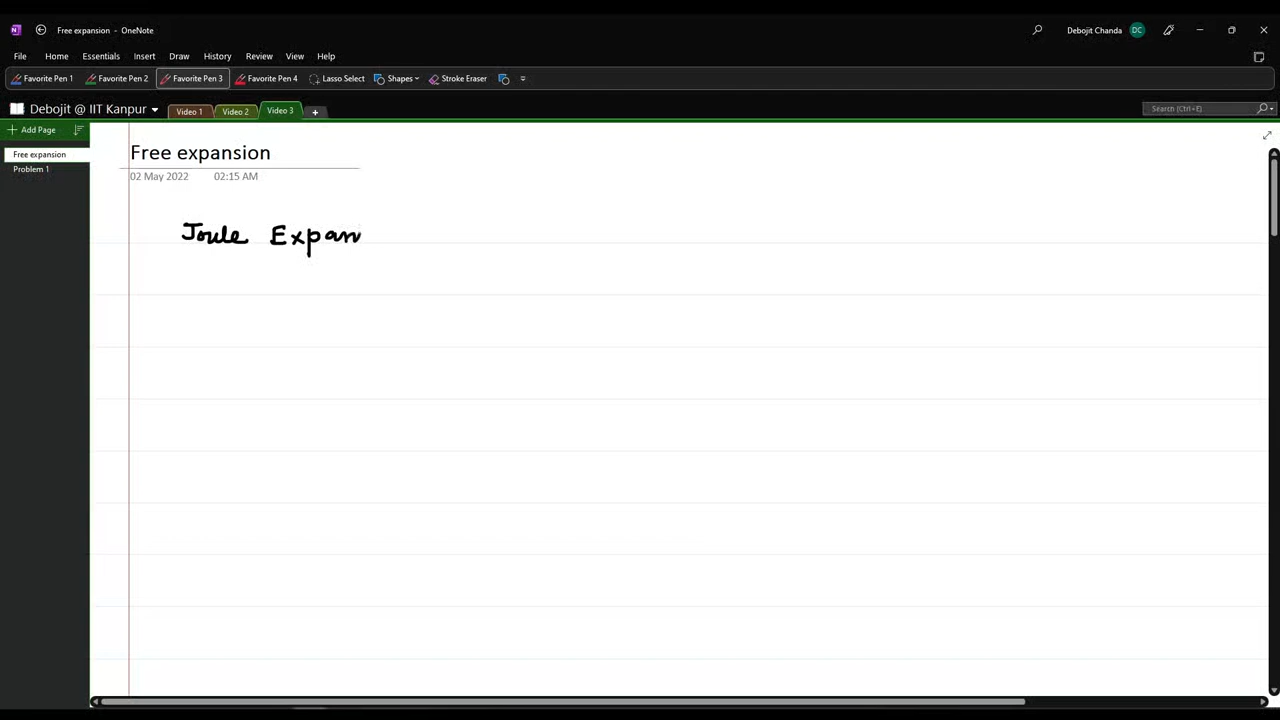 Free expansion - OneNote
Debojit Chanda DC
File Home Essentials Insert Draw History Review View Help
Favorite Pen 1 Favorite Pen 2 Favorite Pen 3 Favorite Pen 4 Lasso Select Shapes Stroke Eraser
Debojit @ IIT Kanpur Video 1 Video 2 Video 3 Search (Ctrl+E)
Add Page
Free expansion
Problem 1
Free expansion
02 May 2022 02:15 AM
Joule Expan